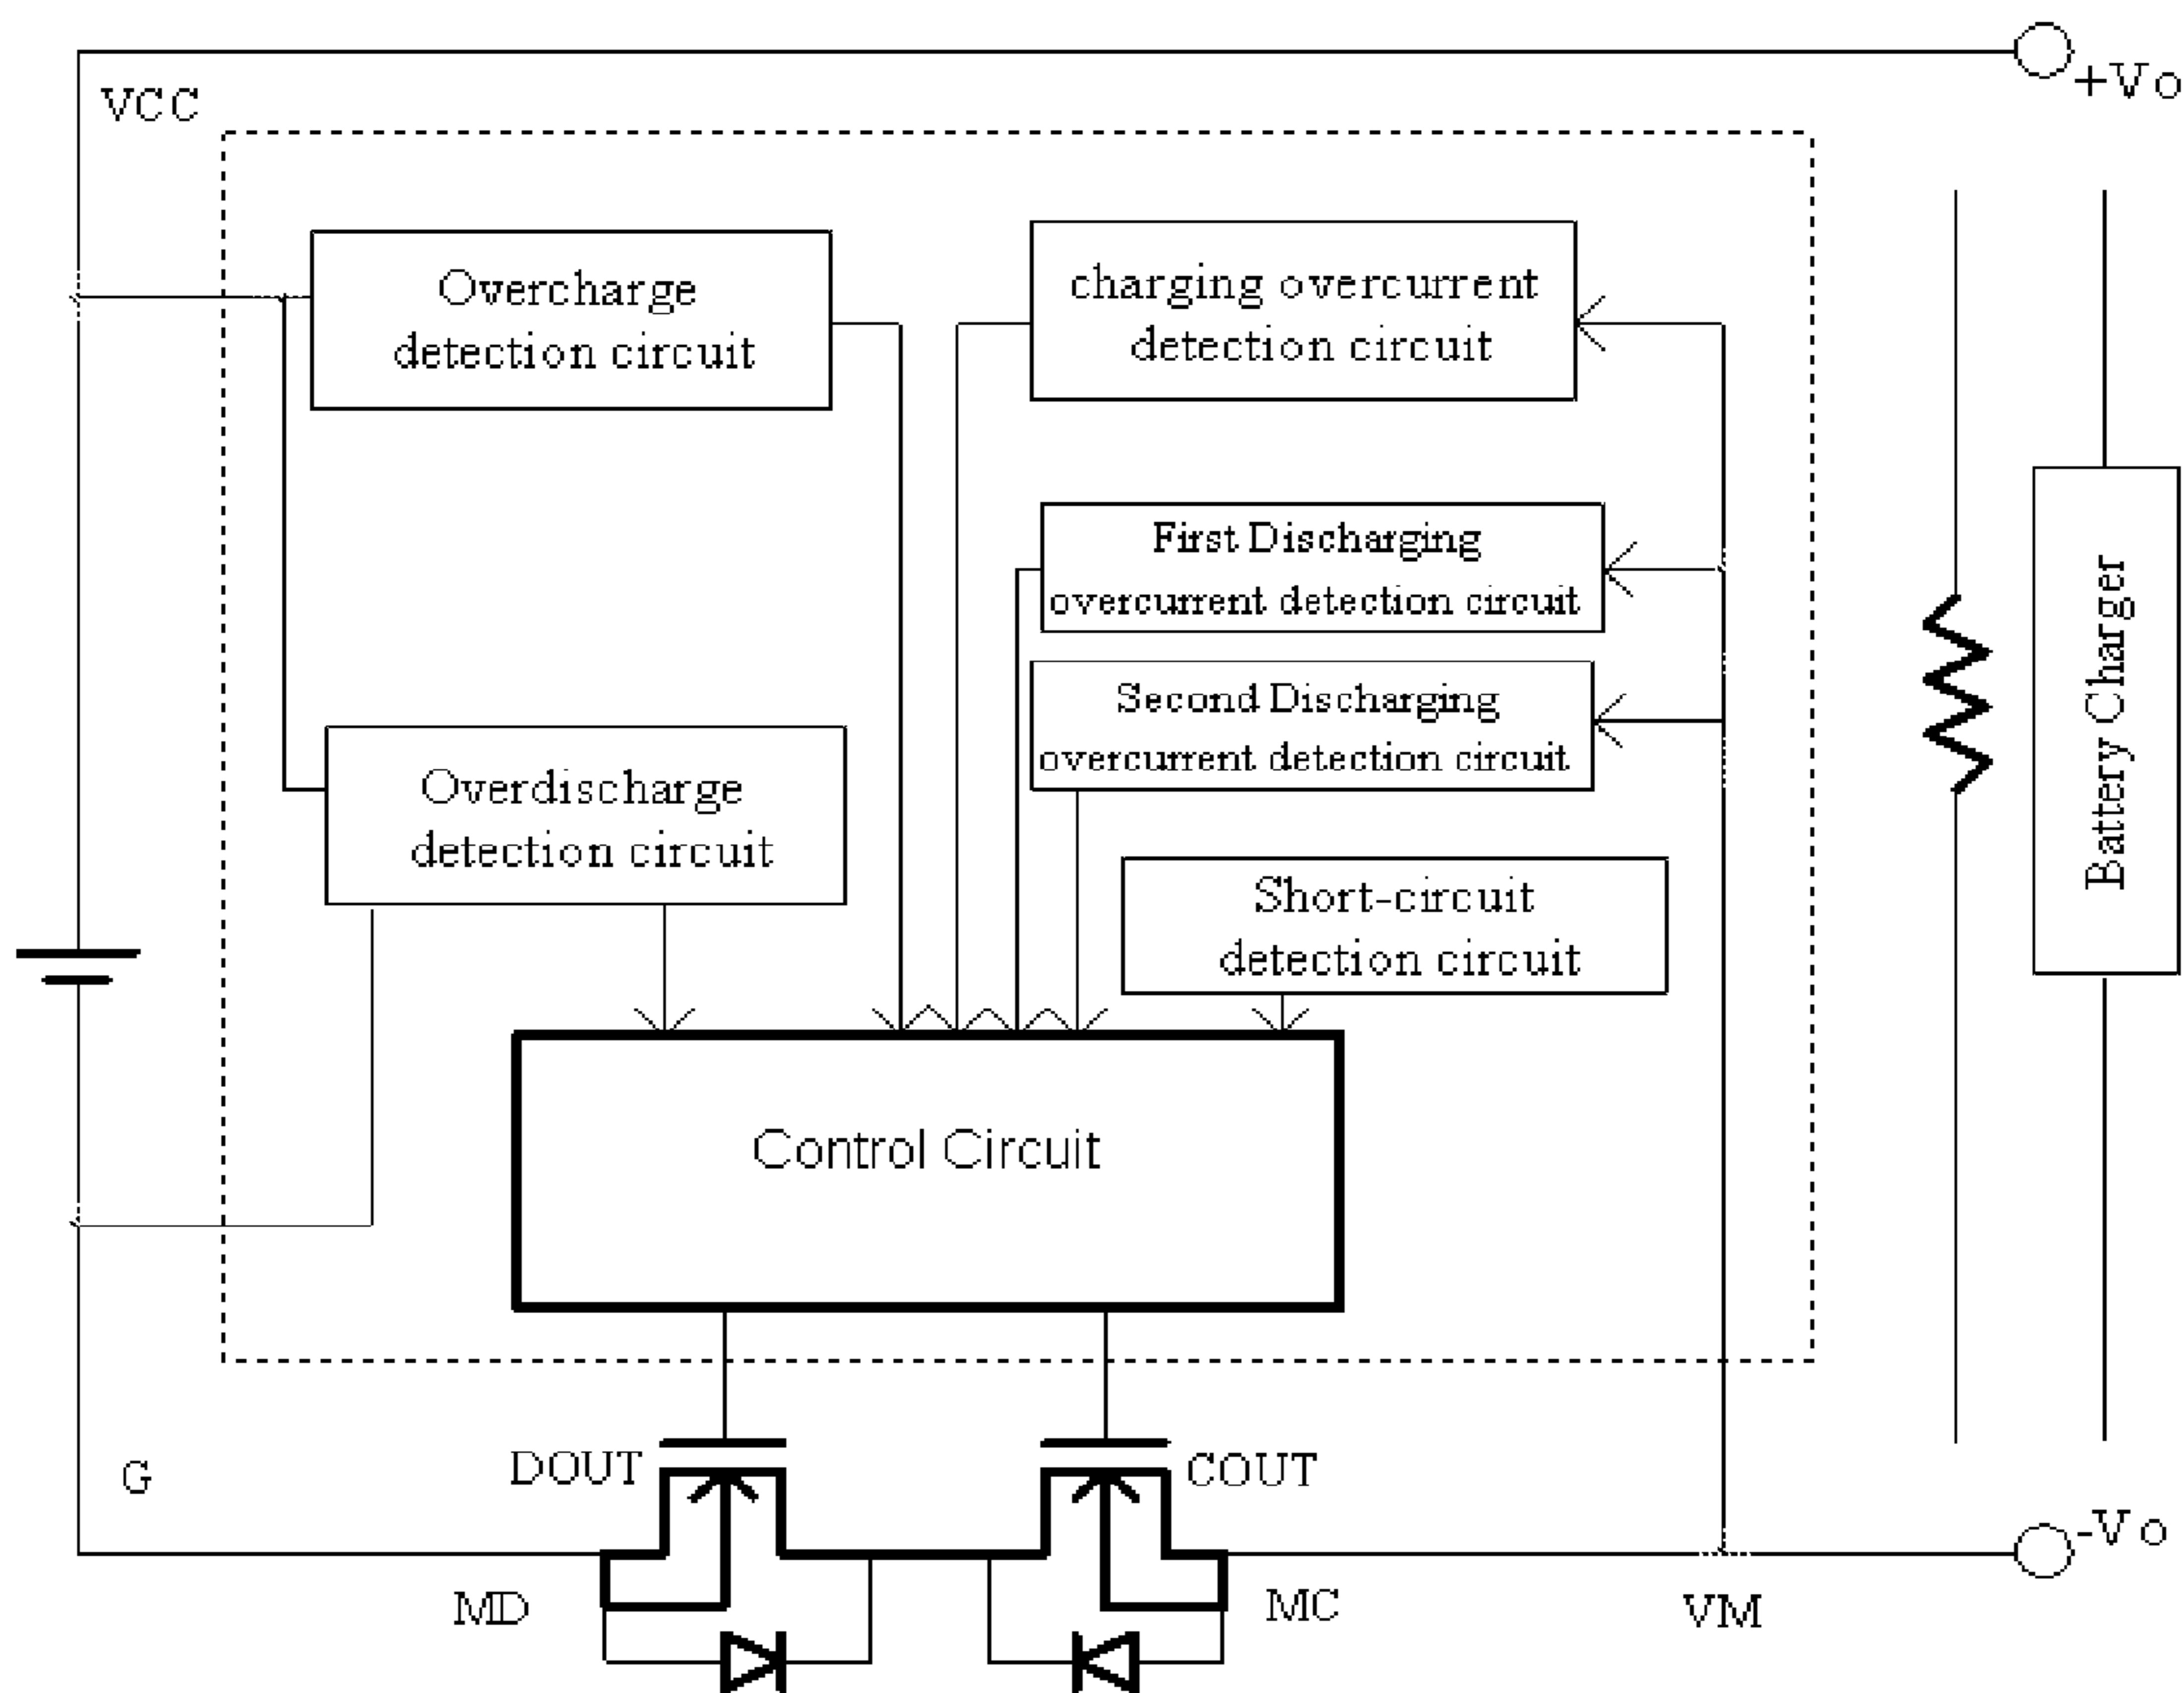 +Vo
VCC
Overcharge
detection circuit
charging overcurrent
detection circuit
First Discharging
overcurrent detection circuit
Second Discharging
overcurrent detection circuit
Battery Charger
Overdischarge
detection circuit
Short-circuit
detection circuit
Control Circuit
G
DOUT
COUT
-Vo
MD
MC
VM